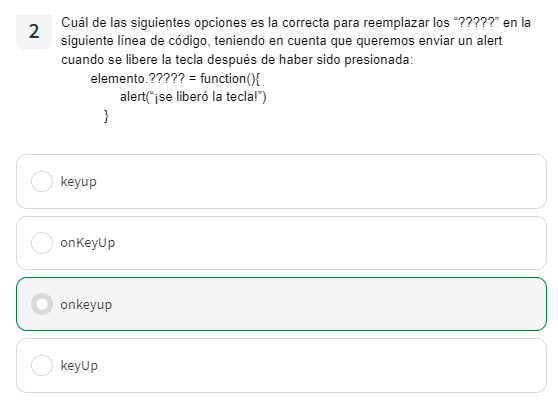 2
Cuál de las siguientes opciones es la correcta para reemplazar los “?????” en la
siguiente línea de código, teniendo en cuenta que queremos enviar un alert
cuando se libere la tecla después de haber sido presionada:
elemento.????? = function(){
alert(“¡se liberó la tecla!”)
}
keyup
onKeyUp
onkeyup
keyUp